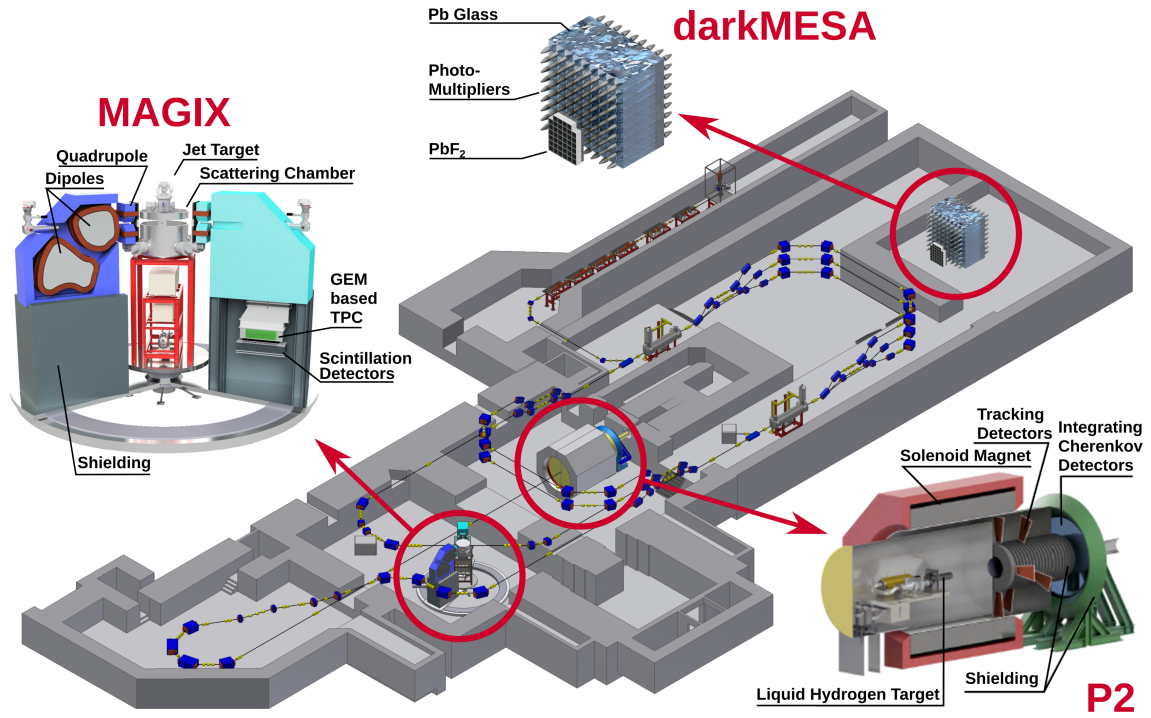 Pb Glass
darkMESA
Photo-
Multipliers
PbF₂
MAGIX
Quadrupole
Jet Target
Dipoles
Scattering Chamber
GEM
based
TPC
Scintillation
Detectors
Shielding
Tracking
Detectors
Integrating
Cherenkov
Detectors
Solenoid Magnet
Liquid Hydrogen Target
Shielding
P2